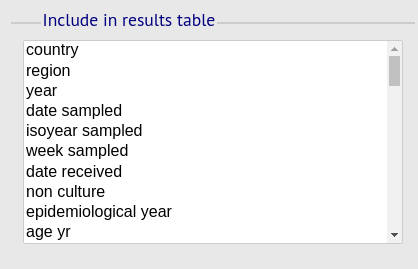 Include in results table
country
region
year
date sampled
isoyear sampled
week sampled
date received
non culture
epidemiological year
age yr